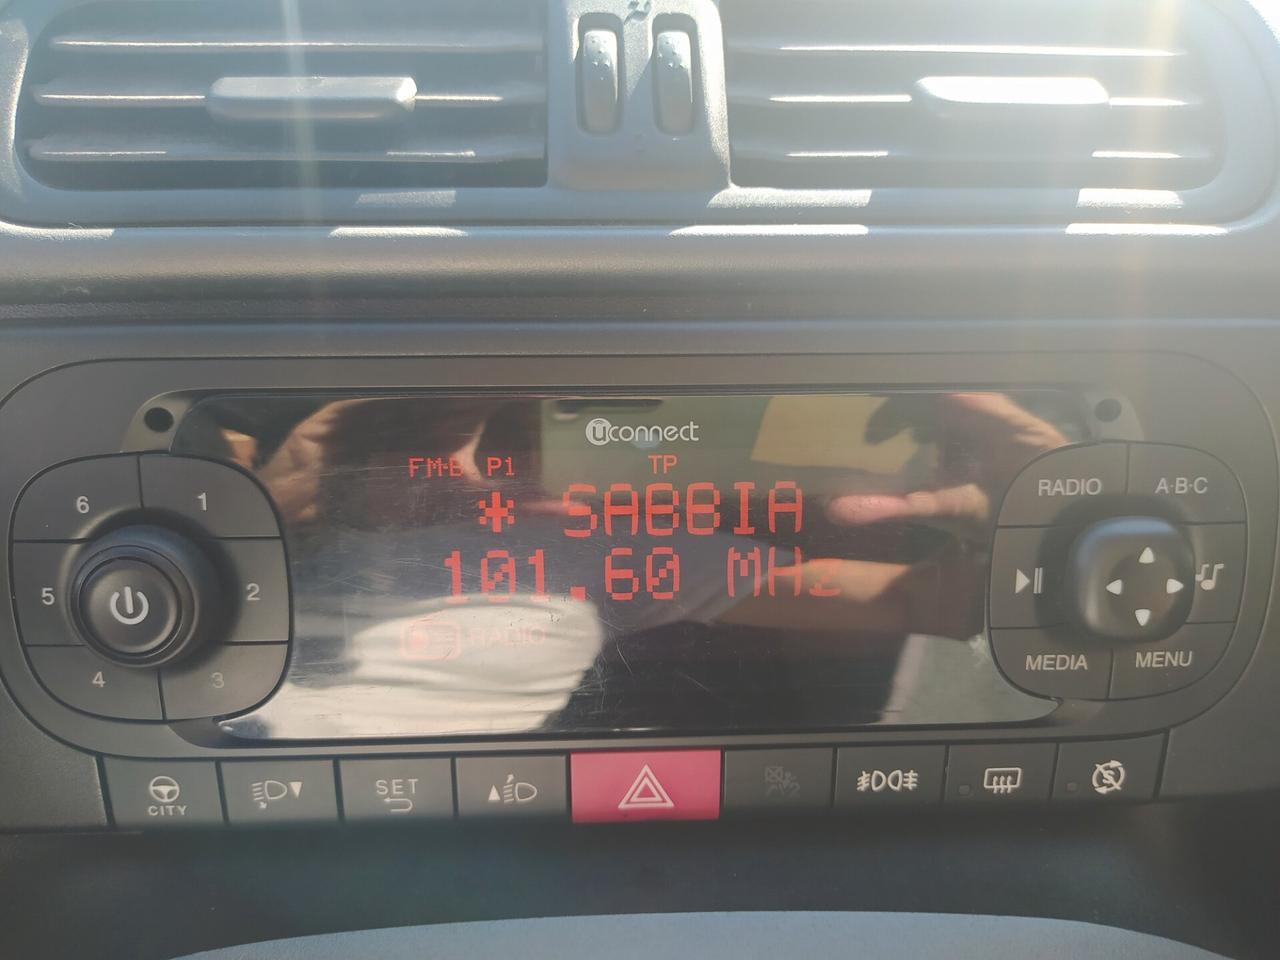 uconnect
FM-B P1 TP
* SABBIA
101.60 MHz
RADIO
6 1
5 2
4 3
RADIO A·B·C
MEDIA MENU
CITY
SET